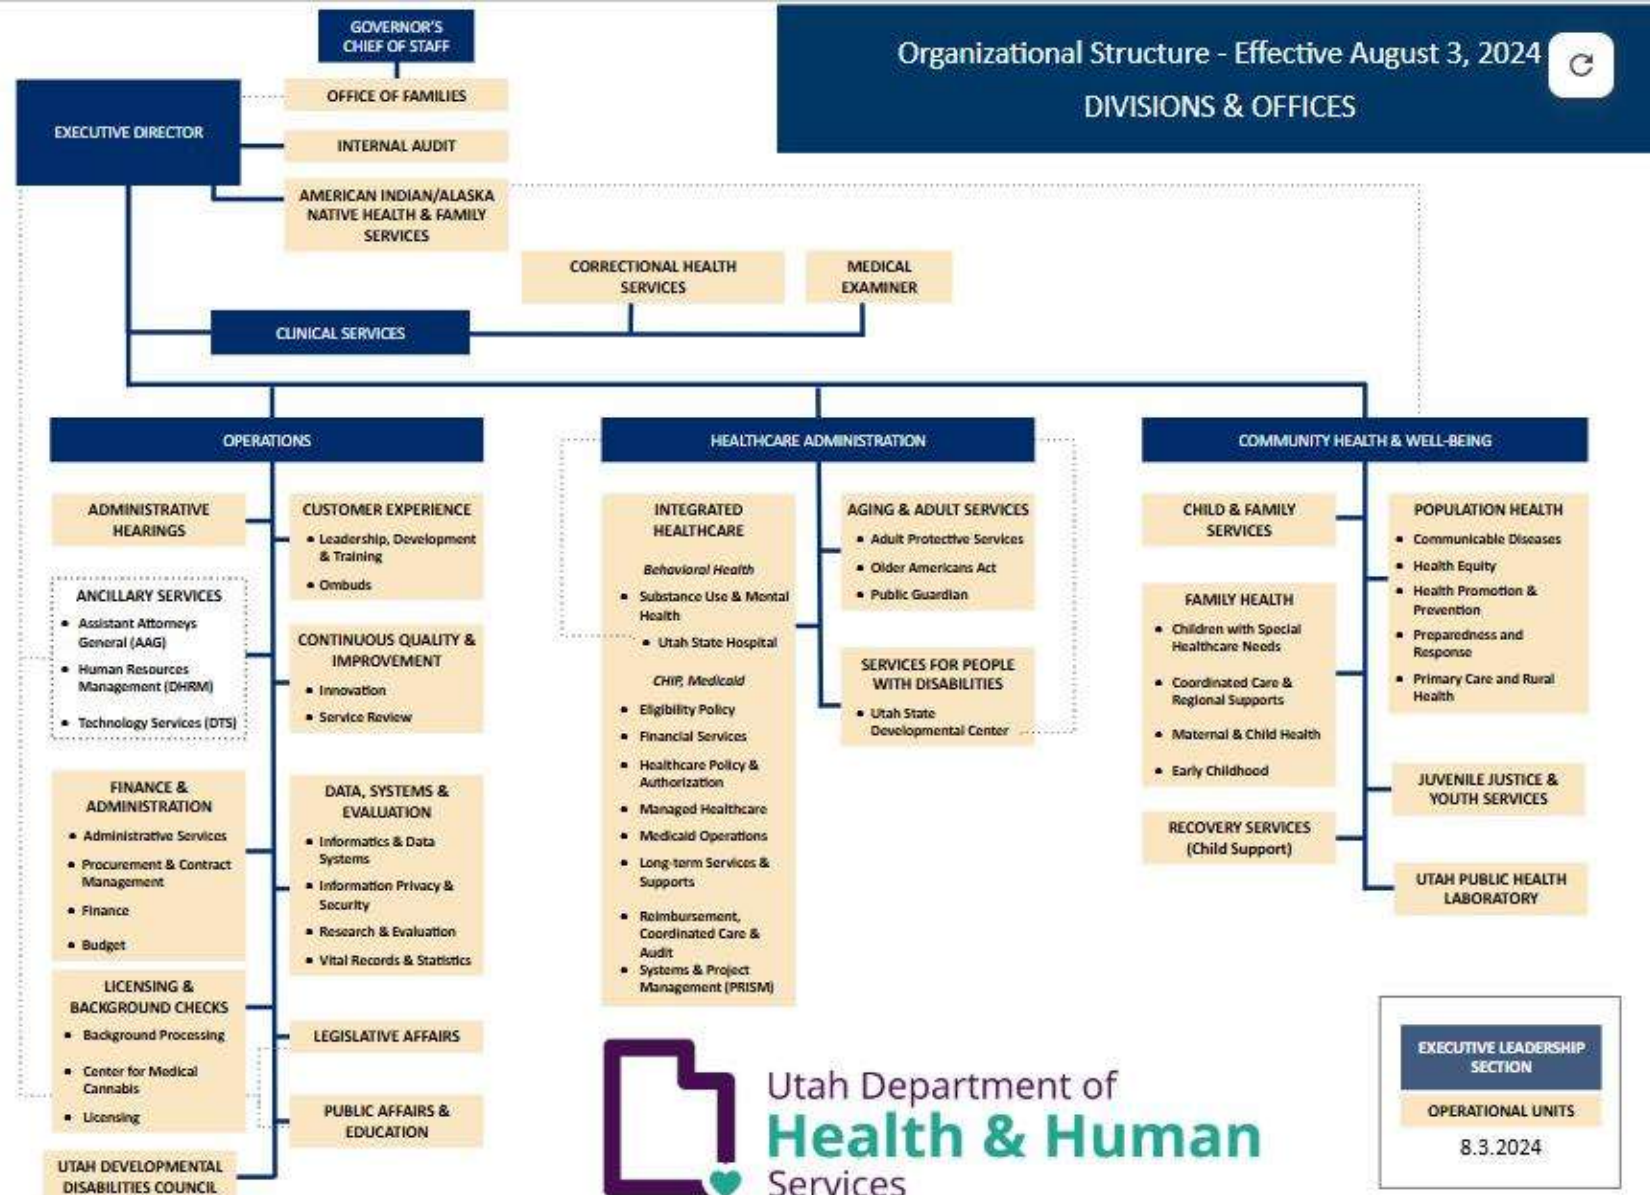 GOVERNOR'S
CHIEF OF STAFF
Organizational Structure - Effective August 3, 2024
DIVISIONS & OFFICES
OFFICE OF FAMILIES
EXECUTIVE DIRECTOR
INTERNAL AUDIT
AMERICAN INDIAN/ALASKA
NATIVE HEALTH & FAMILY
SERVICES
CORRECTIONAL HEALTH
SERVICES
MEDICAL
EXAMINER
CLINICAL SERVICES
OPERATIONS
ADMINISTRATIVE
HEARINGS
ANCILLARY SERVICES
• Assistant Attorneys
General (AAG)
• Human Resources
Management (DHRM)
• Technology Services (DTS)
FINANCE &
ADMINISTRATION
• Administrative Services
• Procurement & Contract
Management
• Finance
• Budget
LICENSING &
BACKGROUND CHECKS
• Background Processing
• Center for Medical
Cannabis
• Licensing
UTAH DEVELOPMENTAL
DISABILITIES COUNCIL
CUSTOMER EXPERIENCE
• Leadership, Development
& Training
• Ombuds
CONTINUOUS QUALITY &
IMPROVEMENT
• Innovation
• Service Review
DATA, SYSTEMS &
EVALUATION
• Informatics & Data
Systems
• Information Privacy &
Security
• Research & Evaluation
• Vital Records & Statistics
LEGISLATIVE AFFAIRS
PUBLIC AFFAIRS &
EDUCATION
HEALTHCARE ADMINISTRATION
INTEGRATED
HEALTHCARE
Behavioral Health
• Substance Use & Mental
Health
• Utah State Hospital
CHIP, Medicaid
• Eligibility Policy
• Financial Services
• Healthcare Policy &
Authorization
• Managed Healthcare
• Medicaid Operations
• Long-term Services &
Supports
• Reimbursement,
Coordinated Care &
Audit
• Systems & Project
Management (PRISM)
AGING & ADULT SERVICES
• Adult Protective Services
• Older Americans Act
• Public Guardian
SERVICES FOR PEOPLE
WITH DISABILITIES
• Utah State
Developmental Center
COMMUNITY HEALTH & WELL-BEING
CHILD & FAMILY
SERVICES
FAMILY HEALTH
• Children with Special
Healthcare Needs
• Coordinated Care &
Regional Supports
• Maternal & Child Health
• Early Childhood
RECOVERY SERVICES
(Child Support)
POPULATION HEALTH
• Communicable Diseases
• Health Equity
• Health Promotion &
Prevention
• Preparedness and
Response
• Primary Care and Rural
Health
JUVENILE JUSTICE &
YOUTH SERVICES
UTAH PUBLIC HEALTH
LABORATORY
Utah Department of
Health & Human
Services
EXECUTIVE LEADERSHIP
SECTION
OPERATIONAL UNITS
8.3.2024